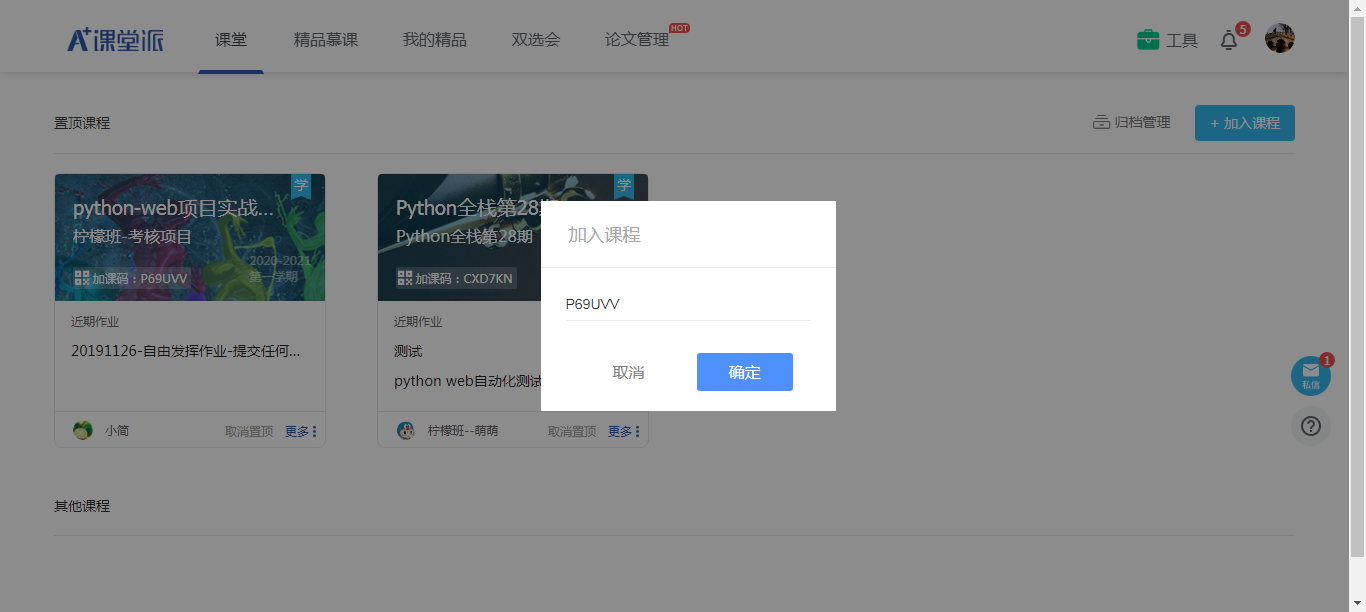 A+课堂派
课堂
精品慕课
我的精品
双选会
论文管理
HOT
工具
5
置顶课程
归档管理
+ 加入课程
学
python-web项目实战...
柠檬班-考核项目
2020-2021
第一学期
加课码：P69UVV
近期作业
20191126-自由发挥作业-提交任何...
小简
取消置顶
更多
学
Python全栈第28
Python全栈第28期
加课码：CXD7KN
近期作业
测试
python web自动化测试
柠檬班--萌萌
取消置顶
更多
加入课程
P69UVV
取消
确定
1
私信
其他课程